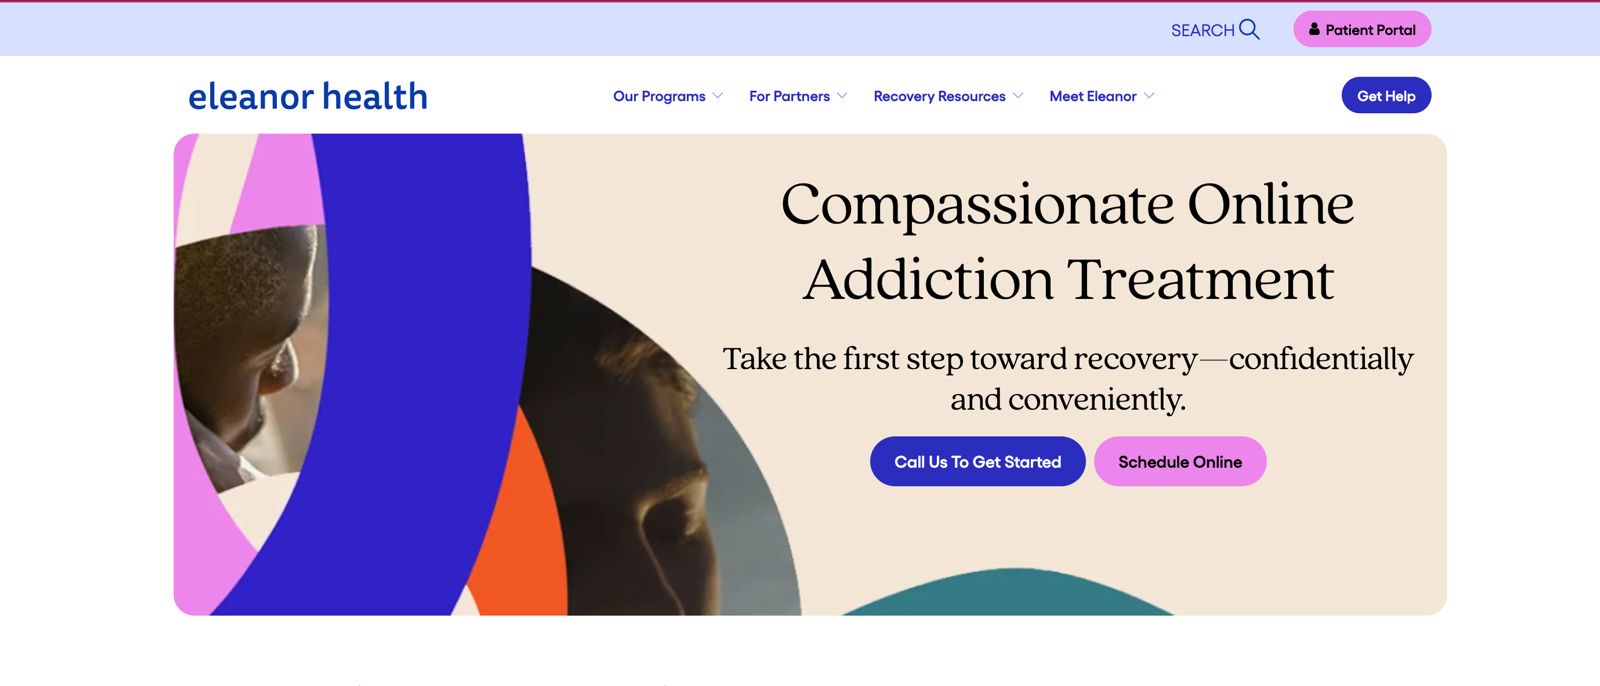 SEARCH
Patient Portal
eleanor health
Our Programs
For Partners
Recovery Resources
Meet Eleanor
Get Help
Compassionate Online
Addiction Treatment
Take the first step toward recovery—confidentially
and conveniently.
Call Us To Get Started
Schedule Online